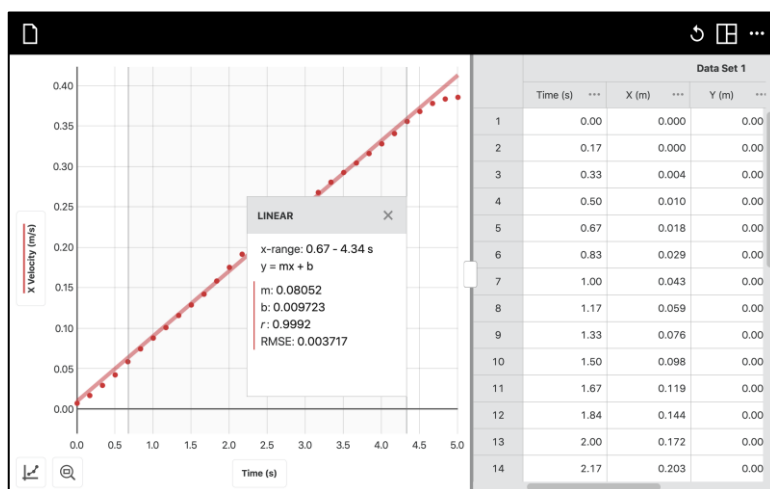 Data Set 1
Time (s) ... X (m) ... Y (m) ...
1 0.00 0.000 0.00
2 0.17 0.000 0.00
3 0.33 0.004 0.00
4 0.50 0.010 0.00
5 0.67 0.018 0.00
6 0.83 0.029 0.00
7 1.00 0.043 0.00
8 1.17 0.059 0.00
9 1.33 0.076 0.00
10 1.50 0.098 0.00
11 1.67 0.119 0.00
12 1.84 0.144 0.00
13 2.00 0.172 0.00
14 2.17 0.203 0.00
X Velocity (m/s)
0.40
0.35
0.30
0.25
0.20
0.15
0.10
0.05
0.00
LINEAR
x-range: 0.67 - 4.34 s
y = mx + b
m: 0.08052
b: 0.009723
r: 0.9992
RMSE: 0.003717
0.0 0.5 1.0 1.5 2.0 2.5 3.0 3.5 4.0 4.5 5.0
Time (s)